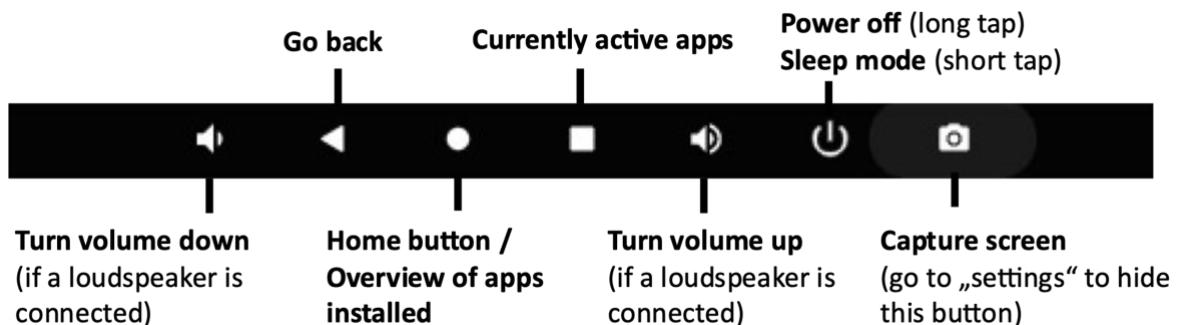 Go back
Currently active apps
Power off (long tap)
Sleep mode (short tap)
Turn volume down
(if a loudspeaker is
connected)
Home button /
Overview of apps
installed
Turn volume up
(if a loudspeaker is
connected)
Capture screen
(go to „settings“ to hide
this button)